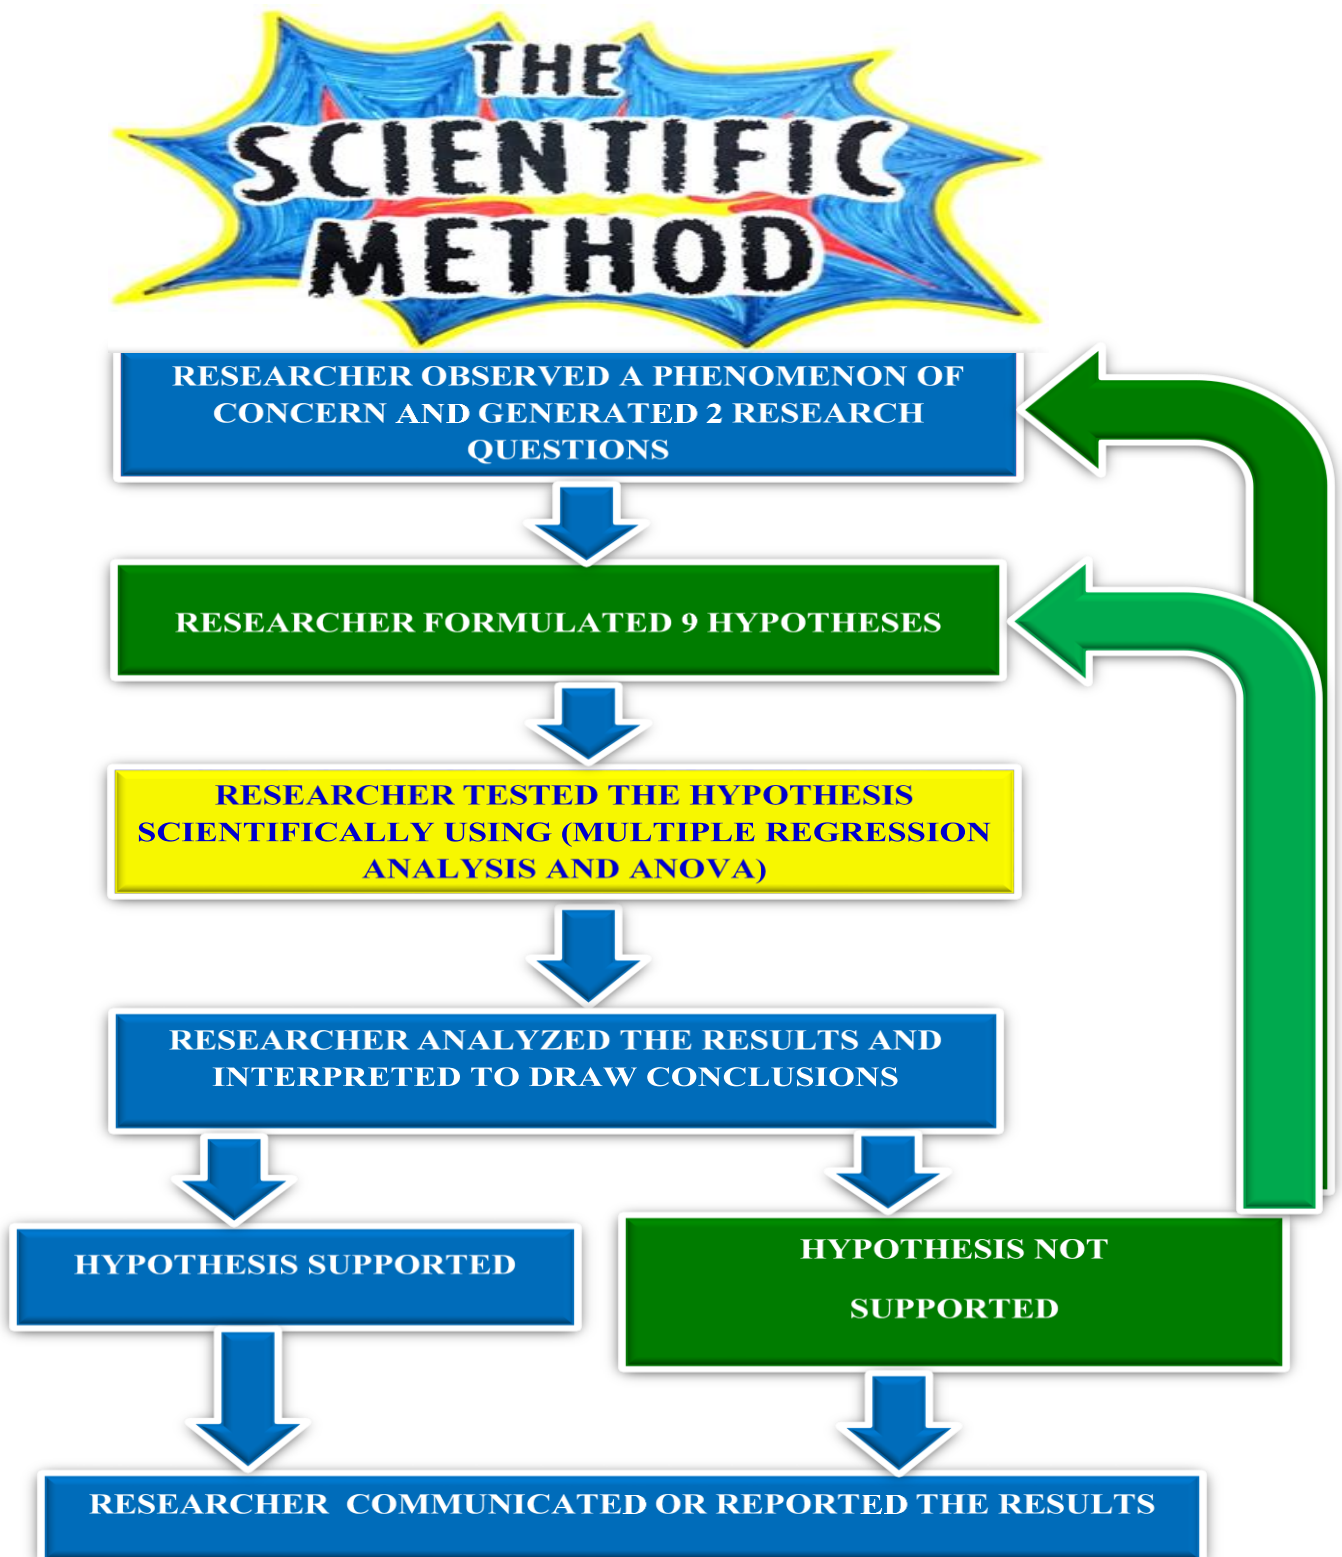 THE
SCIENTIFIC
METHOD
RESEARCHER OBSERVED A PHENOMENON OF
CONCERN AND GENERATED 2 RESEARCH
QUESTIONS
RESEARCHER FORMULATED 9 HYPOTHESES
RESEARCHER TESTED THE HYPOTHESIS
SCIENTIFICALLY USING (MULTIPLE REGRESSION
ANALYSIS AND ANOVA)
RESEARCHER ANALYZED THE RESULTS AND
INTERPRETED TO DRAW CONCLUSIONS
HYPOTHESIS SUPPORTED
HYPOTHESIS NOT
SUPPORTED
RESEARCHER COMMUNICATED OR REPORTED THE RESULTS